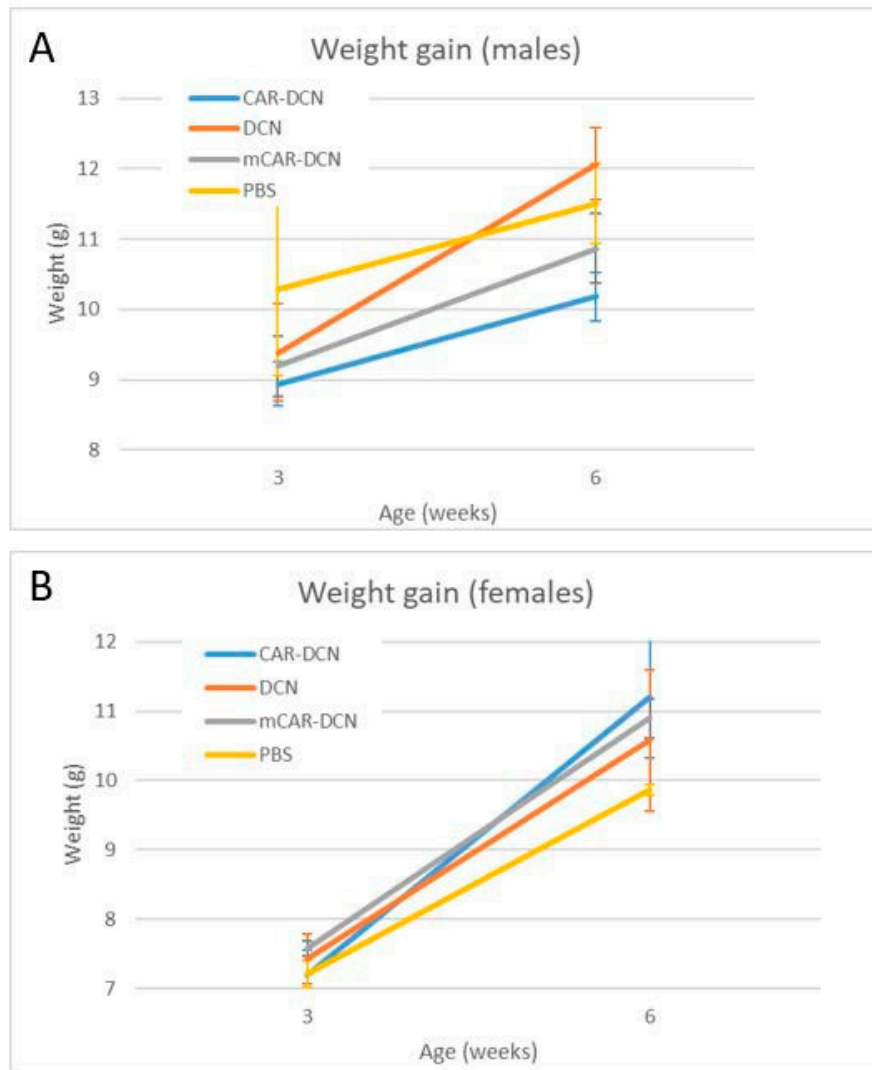 A
Weight gain (males)
CAR-DCN
DCN
mCAR-DCN
PBS
13
12
11
10
9
8
Weight (g)
3
6
Age (weeks)
B
Weight gain (females)
CAR-DCN
DCN
mCAR-DCN
PBS
12
11
10
9
8
7
Weight (g)
3
6
Age (weeks)